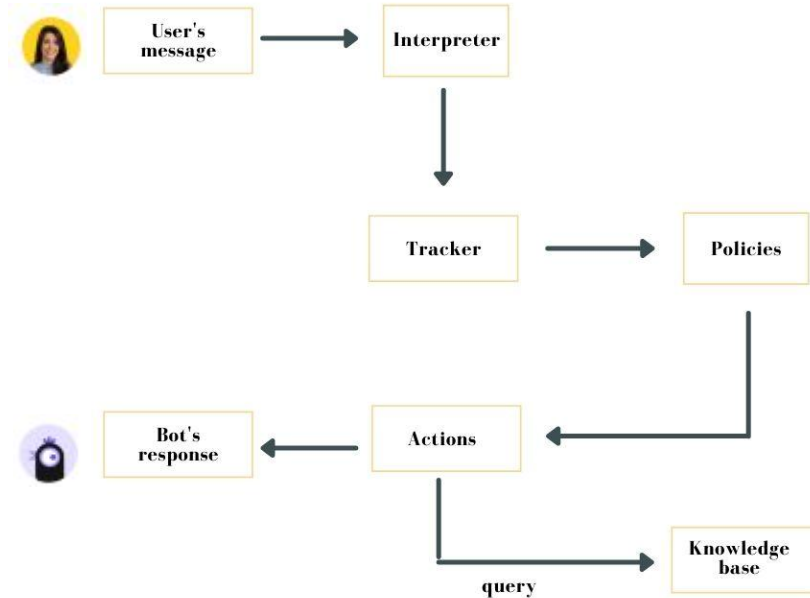 User's
message
Interpreter
Tracker
Policies
Bot's
response
Actions
Knowledge
base
query